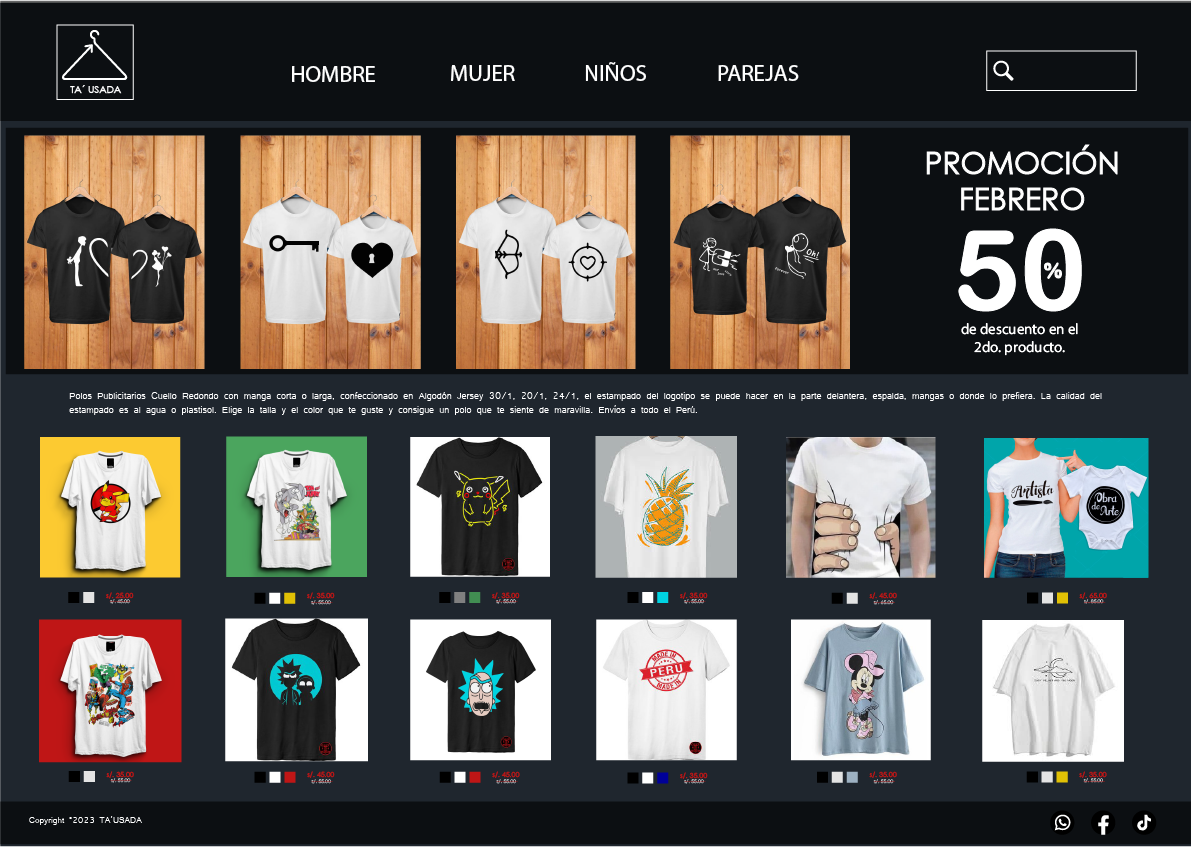 TA´ USADA
HOMBRE
MUJER
NIÑOS
PAREJAS
PROMOCIÓN
FEBRERO
50%
de descuento en el
2do. producto.
Oh!
Polos Publicitarios Cuello Redondo con manga corta o larga, confeccionado en Algodón Jersey 30/1, 20/1, 24/1, el estampado del logotipo se puede hacer en la parte delantera, espalda, mangas o donde lo prefiera. La calidad del
estampado es al agua o plastisol. Elige la talla y el color que te guste y consigue un polo que te siente de maravilla. Envíos a todo el Perú.
Artista
Obra
de Arte
s/. 25.00
s/. 45.00
s/. 35.00
s/. 55.00
s/. 35.00
s/. 55.00
s/. 35.00
s/. 55.00
s/. 45.00
s/. 65.00
s/. 65.00
s/. 85.00
MADE IN
PERU
MADE IN
s/. 35.00
s/. 55.00
s/. 45.00
s/. 55.00
s/. 45.00
s/. 55.00
s/. 35.00
s/. 55.00
s/. 55.00
s/. 55.00
Copyright °2023 TA'USADA